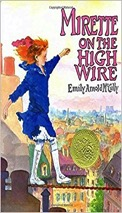 MIRETTE
ON THE
HIGH
WIRE
Emily Arnold McCully